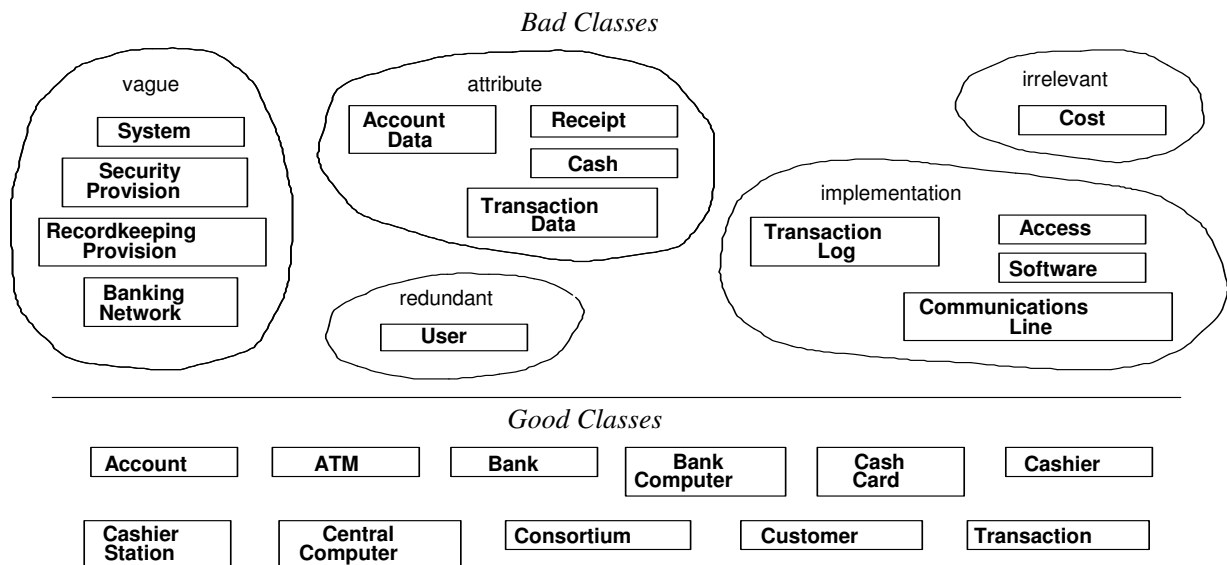 Bad Classes
vague
System
Security
Provision
Recordkeeping
Provision
Banking
Network
attribute
Account
Data
Receipt
Cash
Transaction
Data
redundant
User
irrelevant
Cost
implementation
Transaction
Log
Access
Software
Communications
Line
Good Classes
Account
ATM
Bank
Bank
Computer
Cash
Card
Cashier
Cashier
Station
Central
Computer
Consortium
Customer
Transaction